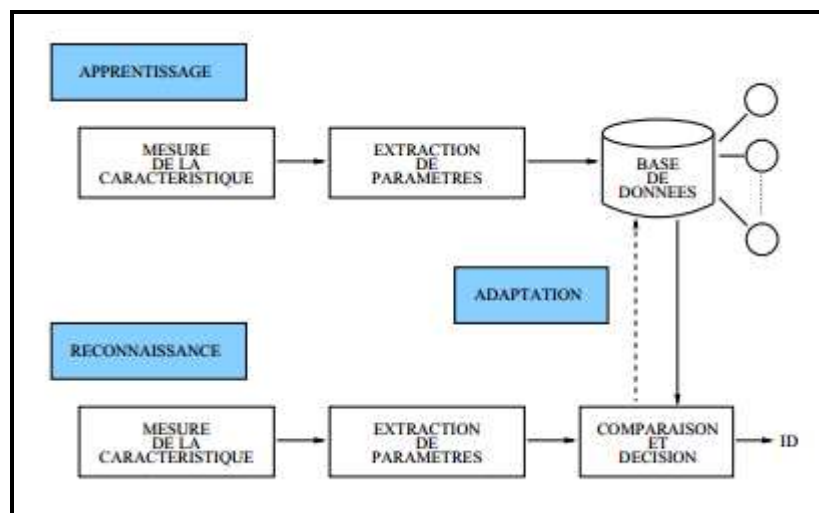 APPRENTISSAGE
MESURE
DE LA
CARACTERISTIQUE
EXTRACTION
DE
PARAMETRES
BASE
DE
DONNEES
ADAPTATION
RECONNAISSANCE
MESURE
DE LA
CARACTERISTIQUE
EXTRACTION
DE
PARAMETRES
COMPARAISON
ET
DECISION
ID